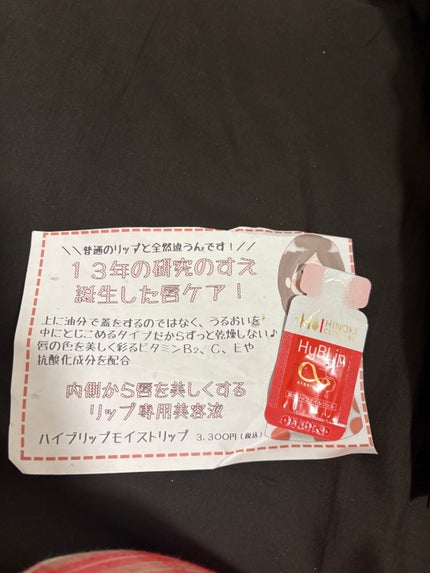 ＼＼普通のリップと全然違うんです！／／
１３年の研究のすえ
誕生した唇ケア！
上に油分で蓋をするのではなく、うるおいを
中にとじこめるタイプだからずっと乾燥しない♪
唇の色を美しく彩るビタミンB₂、C、Eや
抗酸化成分を配合
内側から唇を美しくする
リップ専用美容液
ハイブリップモイストリップ 3,300円（税込）
HINOKI
CLINICAL
HuBLip